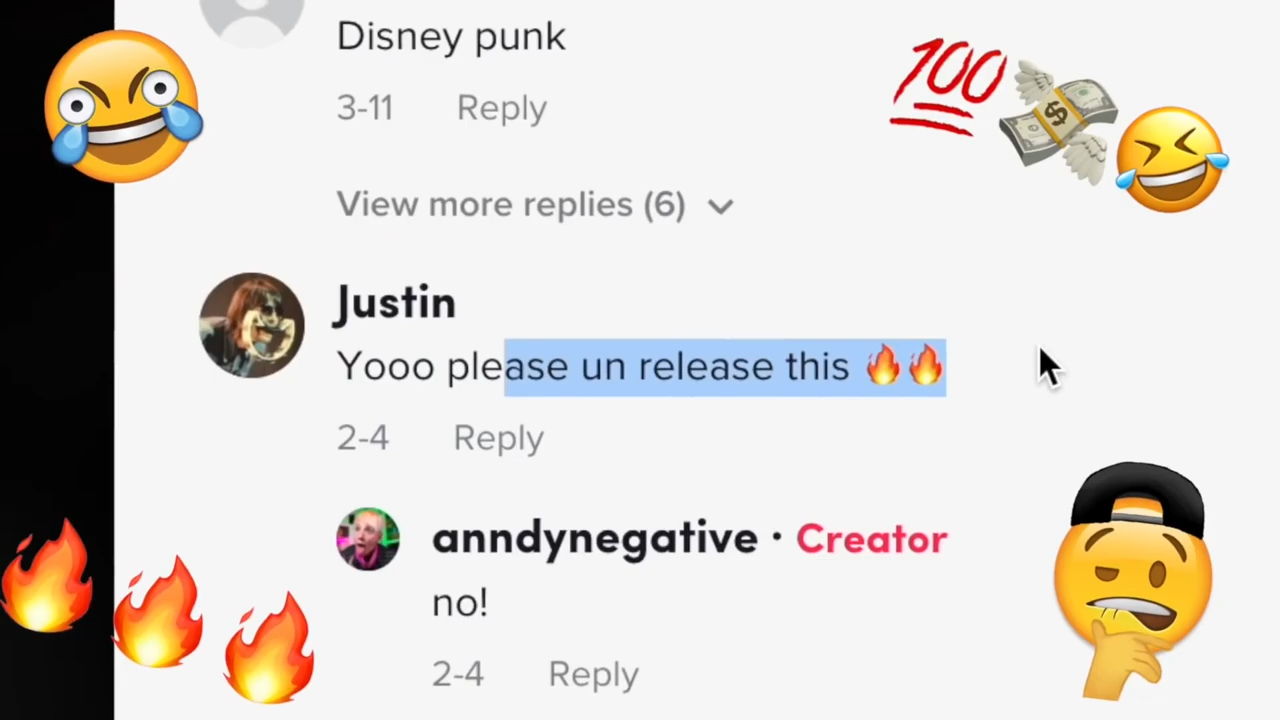 Disney punk
3-11 Reply
View more replies (6)
Justin
Yooo please un release this 🔥🔥
2-4 Reply
anndynegative · Creator
no!
2-4 Reply